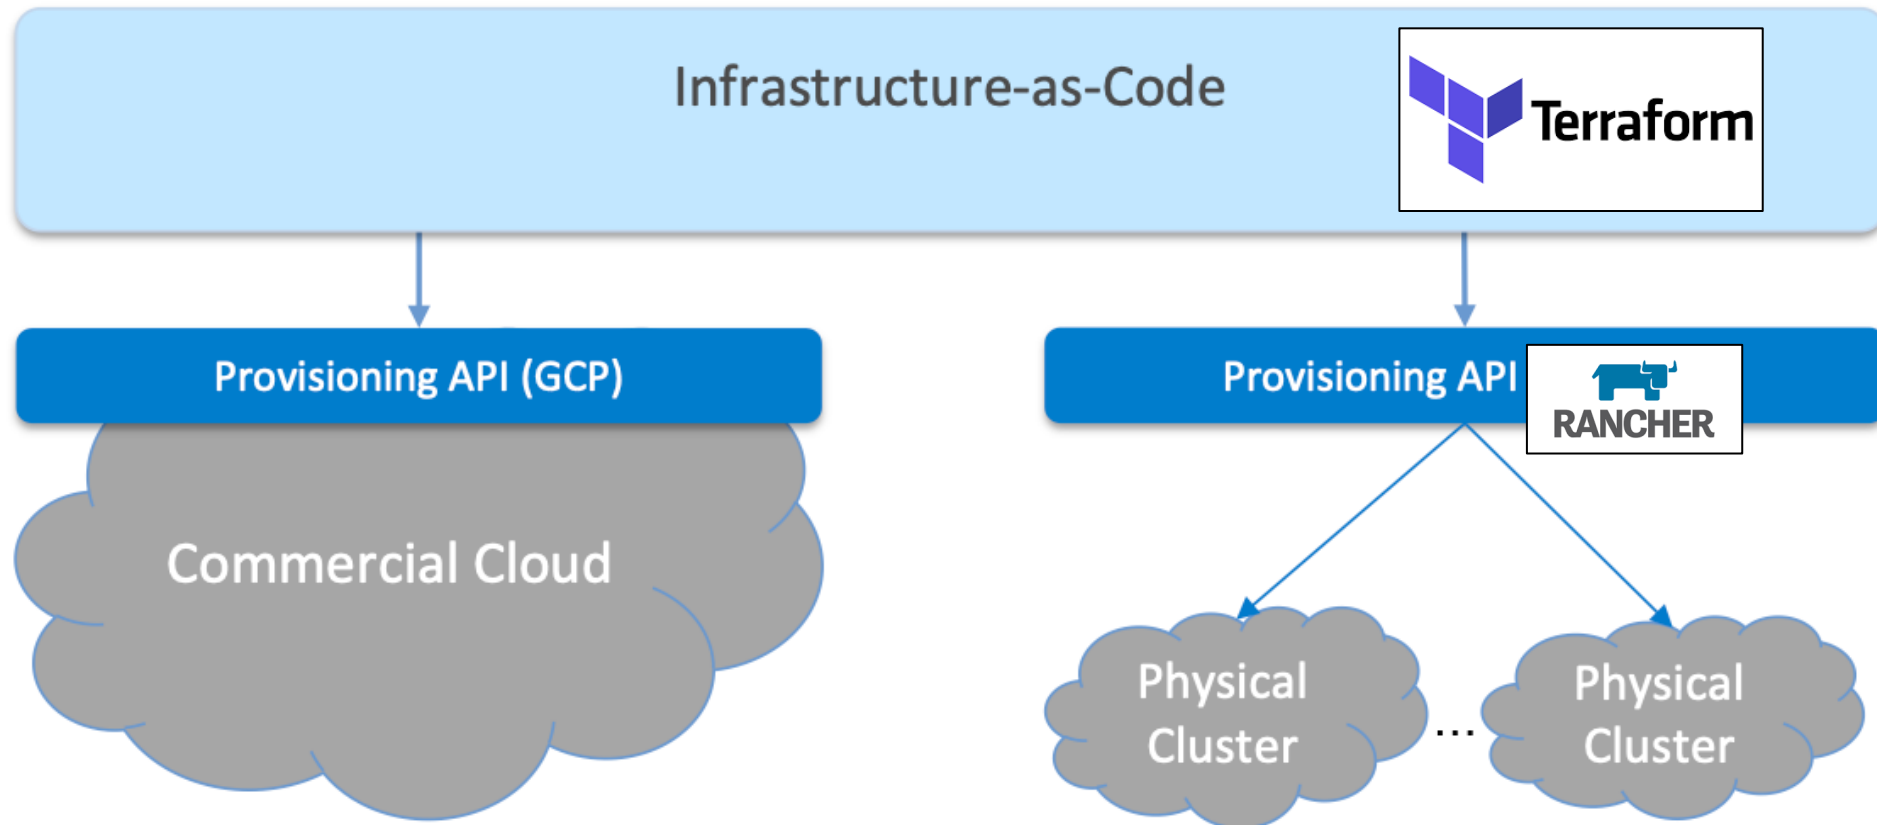 Infrastructure-as-Code
Terraform
Provisioning API (GCP)
Provisioning API
RANCHER
Commercial Cloud
Physical
Cluster
...
Physical
Cluster